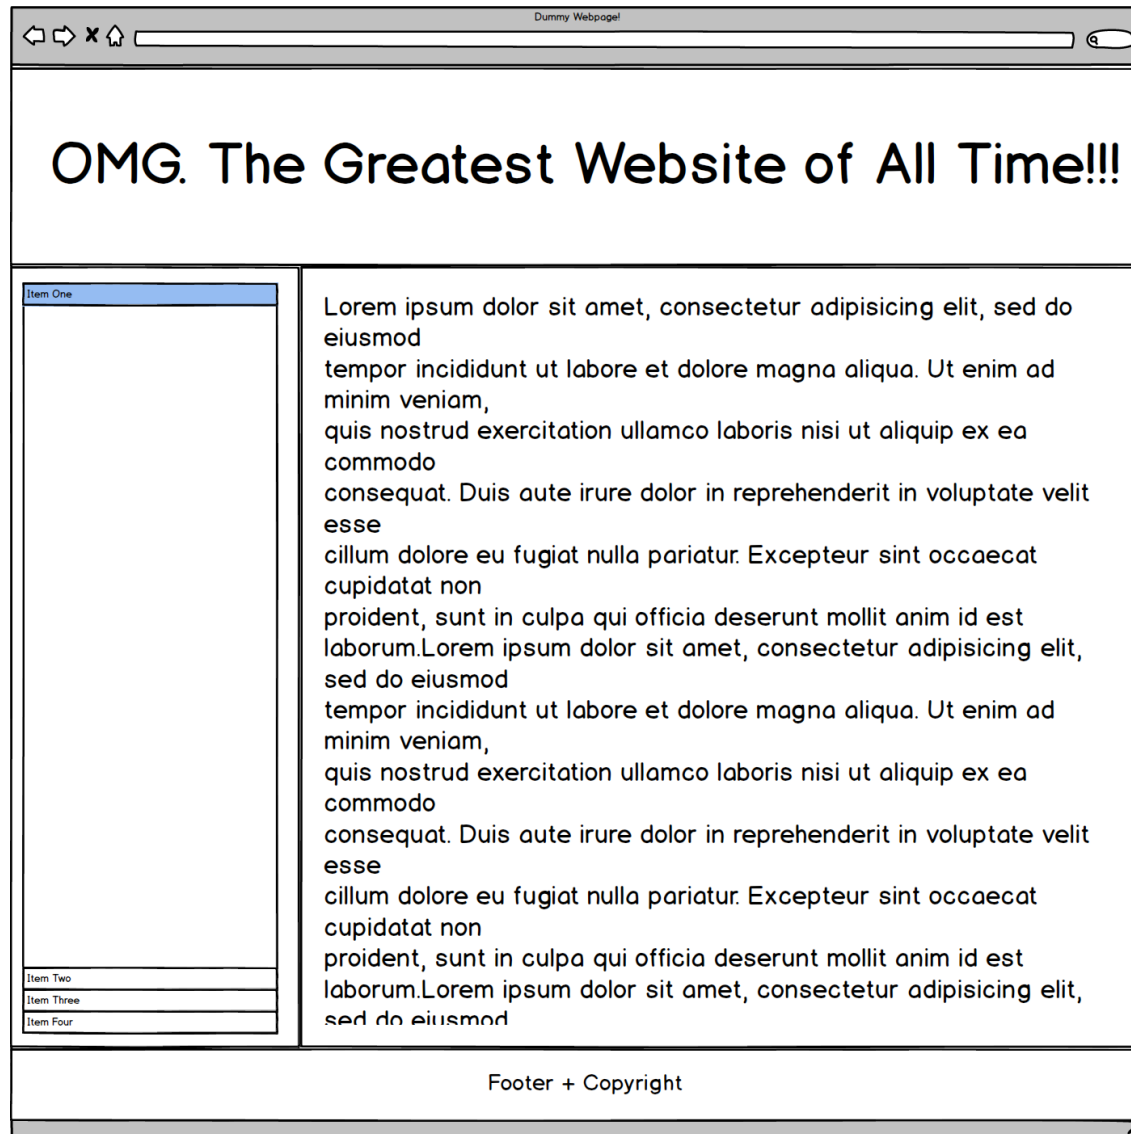 Dummy Webpage!
OMG. The Greatest Website of All Time!!!
Item One
Item Two
Item Three
Item Four
Lorem ipsum dolor sit amet, consectetur adipisicing elit, sed do
eiusmod
tempor incididunt ut labore et dolore magna aliqua. Ut enim ad
minim veniam,
quis nostrud exercitation ullamco laboris nisi ut aliquip ex ea
commodo
consequat. Duis aute irure dolor in reprehenderit in voluptate velit
esse
cillum dolore eu fugiat nulla pariatur. Excepteur sint occaecat
cupidatat non
proident, sunt in culpa qui officia deserunt mollit anim id est
laborum.Lorem ipsum dolor sit amet, consectetur adipisicing elit,
sed do eiusmod
tempor incididunt ut labore et dolore magna aliqua. Ut enim ad
minim veniam,
quis nostrud exercitation ullamco laboris nisi ut aliquip ex ea
commodo
consequat. Duis aute irure dolor in reprehenderit in voluptate velit
esse
cillum dolore eu fugiat nulla pariatur. Excepteur sint occaecat
cupidatat non
proident, sunt in culpa qui officia deserunt mollit anim id est
laborum.Lorem ipsum dolor sit amet, consectetur adipisicing elit,
sed do eiusmod
Footer + Copyright